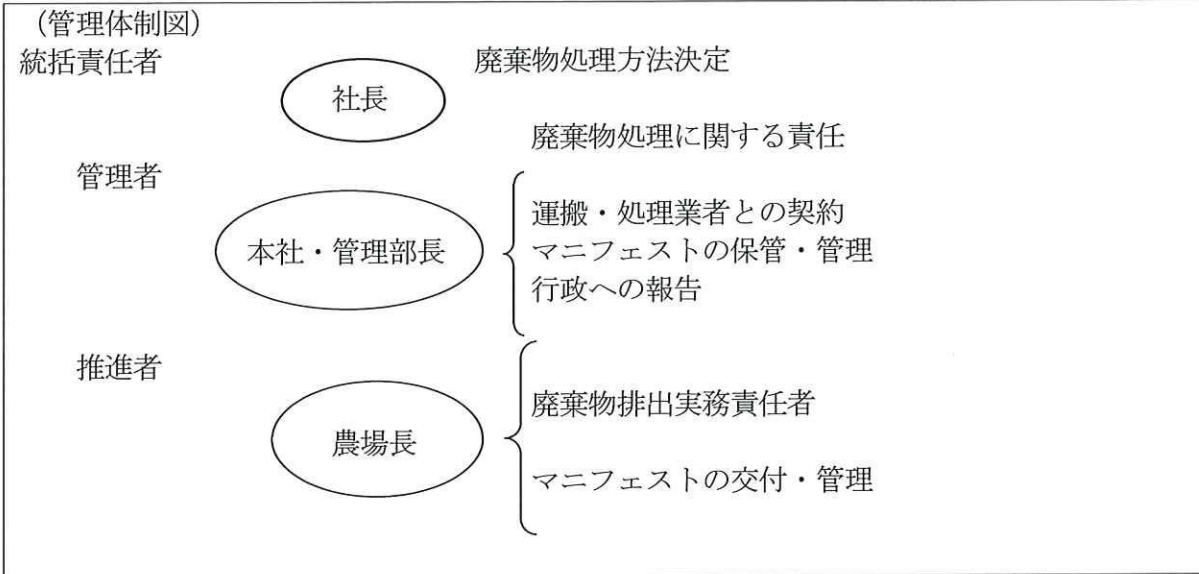 （管理体制図）
統括責任者
廃棄物処理方法決定
社長
廃棄物処理に関する責任
管理者
運搬・処理業者との契約
本社・管理部長
マニフェストの保管・管理
行政への報告
推進者
廃棄物排出実務責任者
農場長
マニフェストの交付・管理